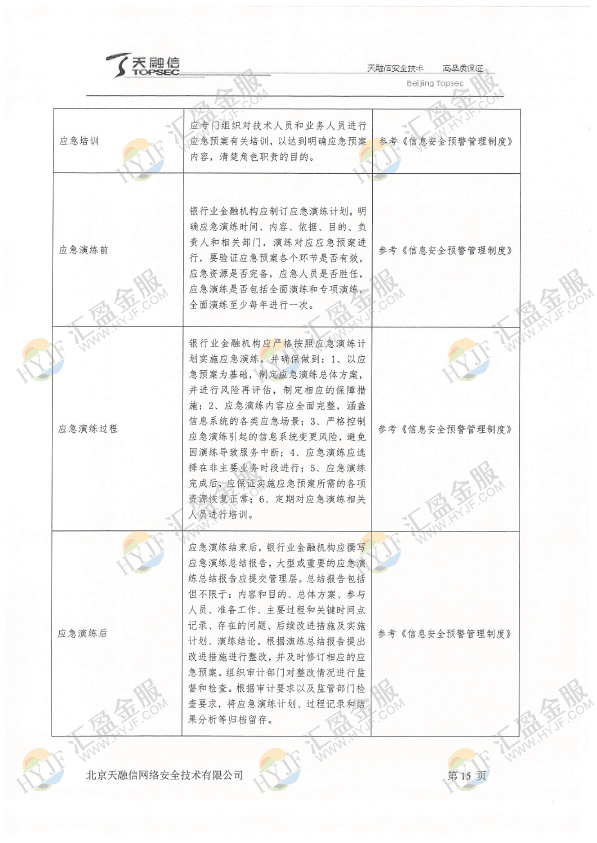 天融信
TOPSEC
天融信安全技术 高品质保证
Beijing Topsec
应急培训
应专门组织对技术人员和业务人员进行
应急预案有关培训，以达到明确应急预案
内容，清楚角色职责的目的。
参考《信息安全预警管理制度》
应急演练前
银行业金融机构应制订应急演练计划，明
确应急演练时间、内容、依据、目的、负
责人和相关部门，演练对应应急预案进
行。要验证应急预案各个环节是否有效，
应急资源是否完备，应急人员是否胜任。
应急演练是否包括全面演练和专项演练，
全面演练至少每年进行一次。
参考《信息安全预警管理制度》
应急演练过程
银行业金融机构应严格按照应急演练计
划实施应急演练，并确保做到：1、以应
急预案为基础，制定应急演练总体方案，
并进行风险再评估，制定相应的保障措
施；2、应急演练内容应全面完整，涵盖
信息系统的各类应急场景；3、严格控制
应急演练引起的信息系统变更风险，避免
因演练导致服务中断；4、应急演练应选
择在非主要业务时段进行；5、应急演练
完成后，应保证实施应急预案所需的各项
资源恢复正常；6、定期对应急演练相关
人员进行培训。
参考《信息安全预警管理制度》
应急演练后
应急演练结束后，银行业金融机构应撰写
应急演练总结报告，大型或重要的应急演
练总结报告应提交管理层。总结报告包括
但不限于：内容和目的、总体方案、参与
人员、准备工作、主要过程和关键时间点
记录、存在的问题、后续改进措施及实施
计划、演练结论。根据演练总结报告提出
改进措施进行整改，并及时修订相应的应
急预案。组织审计部门对整改情况进行监
督和检查。根据审计要求以及监管部门检
查要求，将应急演练计划、过程记录和结
果分析等归档留存。
参考《信息安全预警管理制度》
北京天融信网络安全技术有限公司
第 15 页
汇盈金服
WWW.HYJF.COM
HYJF